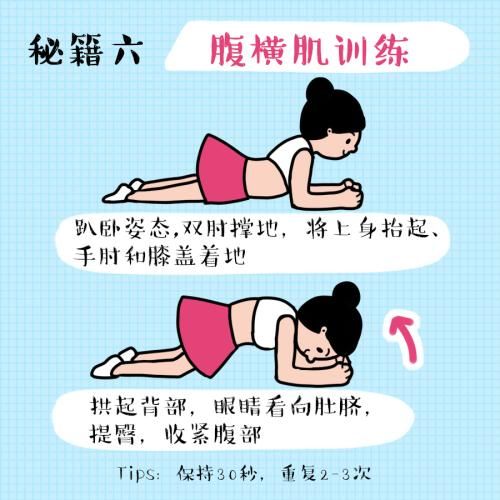 秘籍六
腹横肌训练
趴卧姿态,双肘撑地，将上身抬起、
手肘和膝盖着地
拱起背部，眼睛看向肚脐，
提臀，收紧腹部
Tips: 保持30秒，重复2-3次